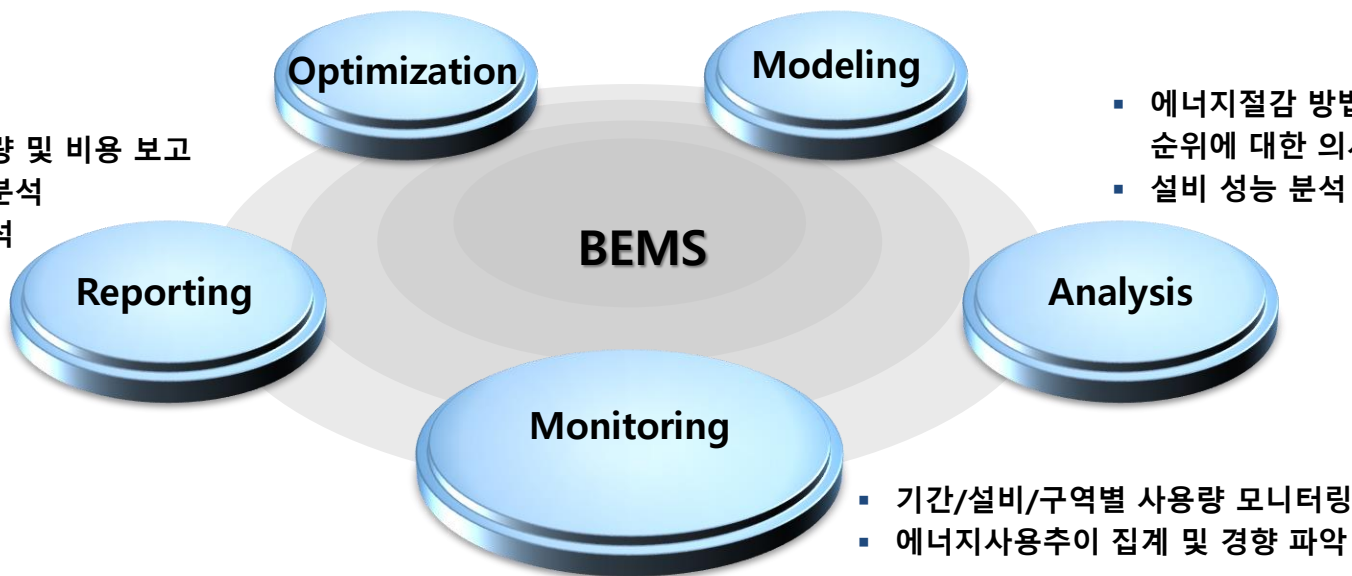 Optimization
Modeling
에너지절감 방법
순위에 대한
설비 성능 분석
및 비용 보고
분석
BEMS
Reporting
Analysis
Monitoring
기간/설비/구역별 사용량 모니터링
에너지사용추이 집계 및 경향 파악